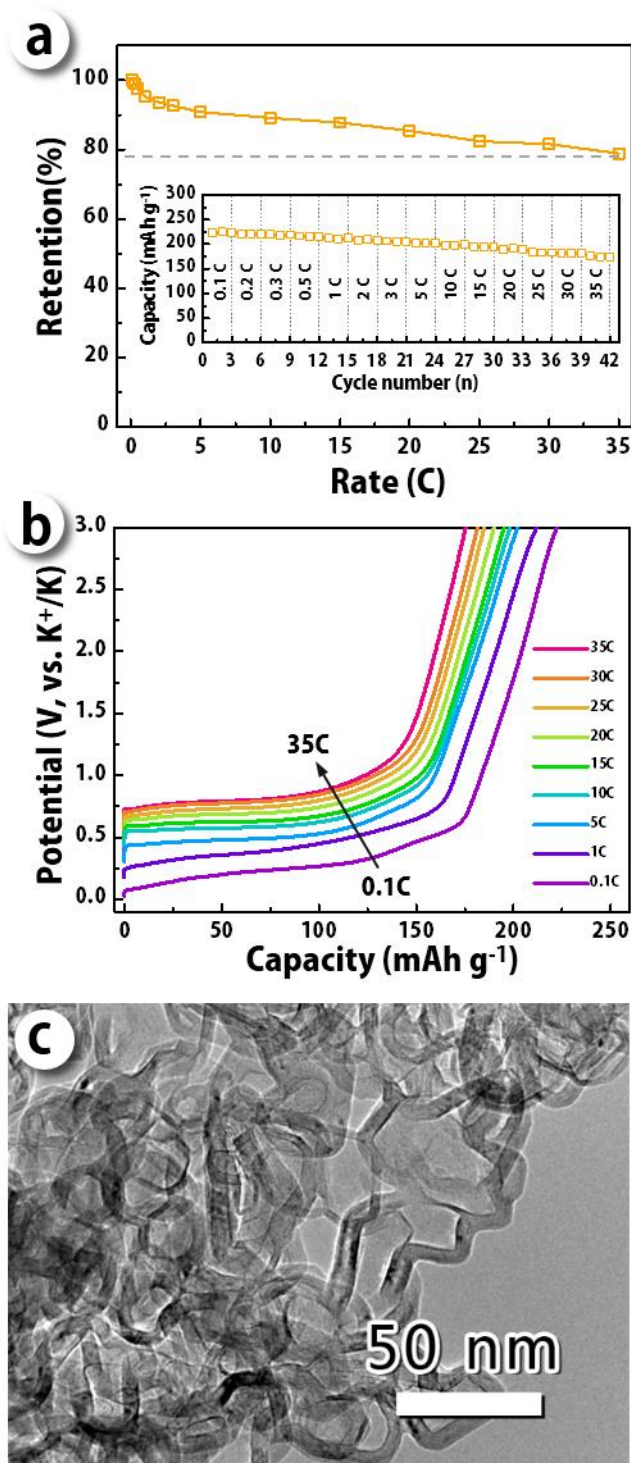 a
Retention(%)
100
80
60
40
20
0
Capacity (mAh g⁻¹)
300
250
200
150
100
50
0
0.1 C 0.2 C 0.3 C 0.5 C 1 C 2 C 3 C 5 C 10 C 15 C 20 C 25 C 30 C 35 C
0 3 6 9 12 15 18 21 24 27 30 33 36 39 42
Cycle number (n)
0 5 10 15 20 25 30 35
Rate (C)
b
Potential (V, vs. K⁺/K)
3.0
2.5
2.0
1.5
1.0
0.5
0.0
35C
0.1C
35C
30C
25C
20C
15C
10C
5C
1C
0.1C
0 50 100 150 200 250
Capacity (mAh g⁻¹)
c
50 nm